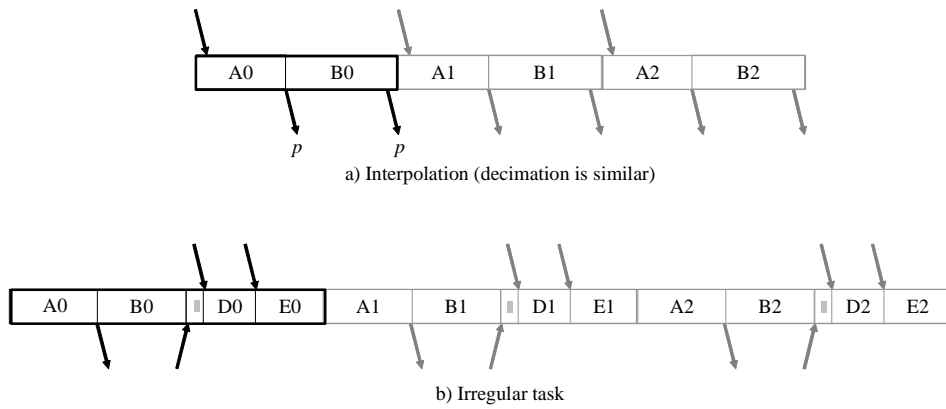 A0 B0 A1 B1 A2 B2
p p
a) Interpolation (decimation is similar)
A0 B0 D0 E0 A1 B1 D1 E1 A2 B2 D2 E2
b) Irregular task